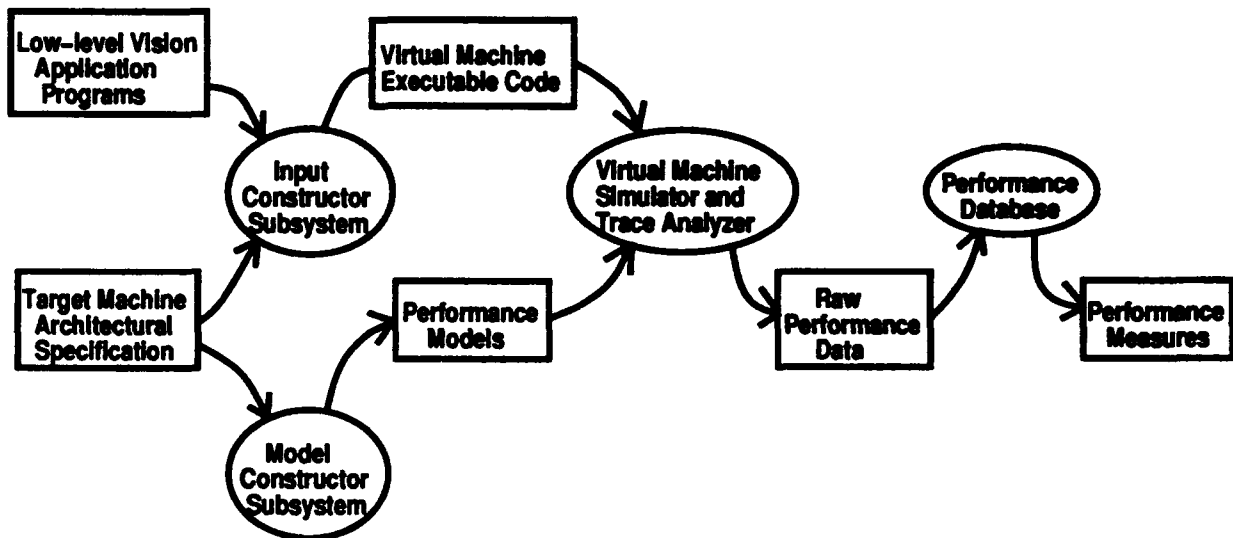 Low-level Vision
Application
Programs
Virtual Machine
Executable Code
Input
Constructor
Subsystem
Virtual Machine
Simulator and
Trace Analyzer
Performance
Database
Target Machine
Architectural
Specification
Performance
Models
Raw
Performance
Data
Performance
Measures
Model
Constructor
Subsystem